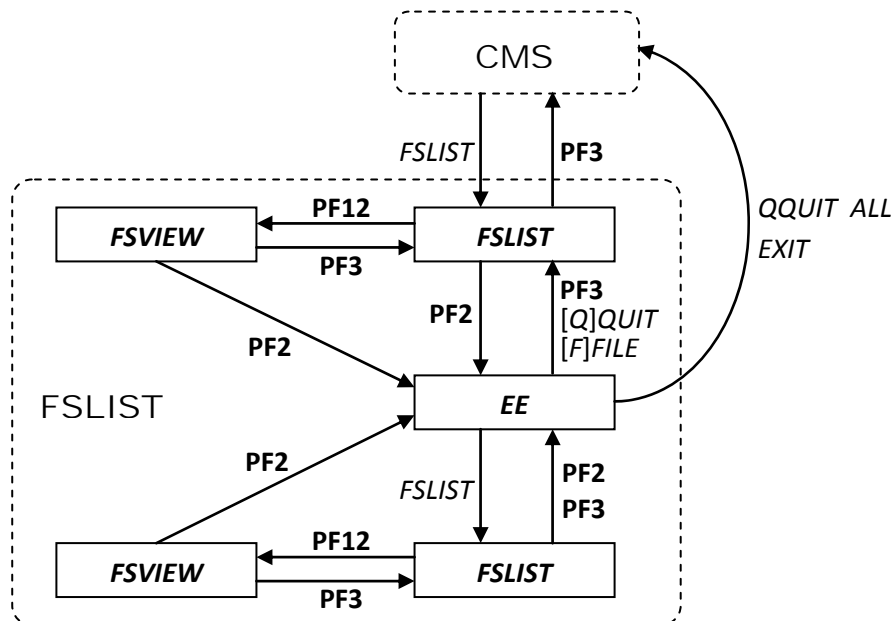 CMS
FSLIST
PF3
QQUIT ALL
EXIT
FSVIEW
PF12
PF3
FSLIST
PF2
PF2
PF3
[Q]QUIT
[F]FILE
FSLIST
EE
PF2
FSLIST
PF2
PF3
FSVIEW
PF12
PF3
FSLIST